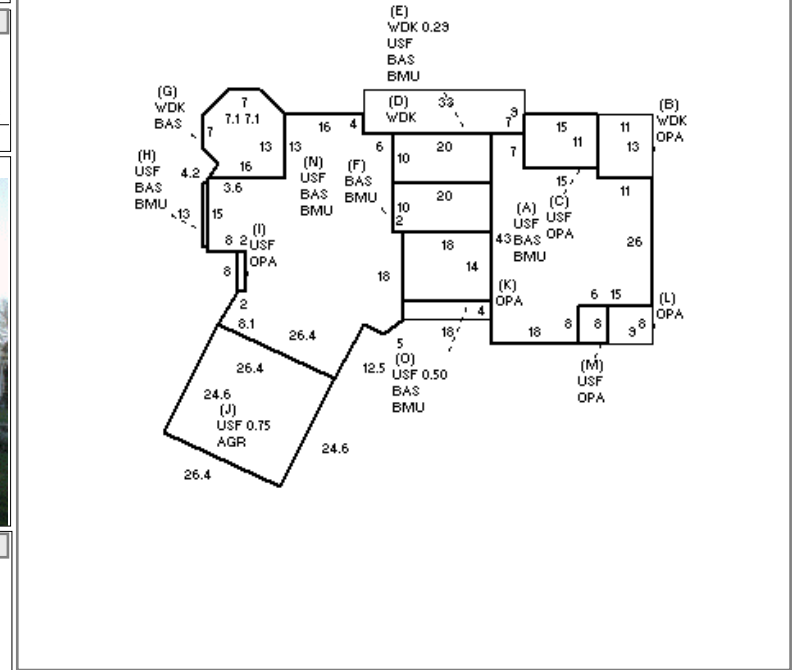 (E)
WDK 0.29
USF
BAS
BMU
(G)
WDK
BAS
7
7.1 7.1
7
13
16
(D)
WDK
33
9
7
16
4
13
6
(B)
WDK
OPA
15
11
11
13
(H)
USF
BAS
BMU
13
4.2
3.6
15
(N)
USF
BAS
BMU
(F)
BAS
BMU
10
20
10
20
2
7
15
11
(A)
USF
BAS
BMU
(C)
USF
OPA
43
26
8
2
(I)
USF
OPA
8
2
8.1
18
18
14
(K)
OPA
4
18
6
15
(L)
OPA
18
8
8
9
8
(M)
USF
OPA
26.4
26.4
24.6
(J)
USF 0.75
AGR
26.4
24.6
12.5
5
(O)
USF 0.50
BAS
BMU